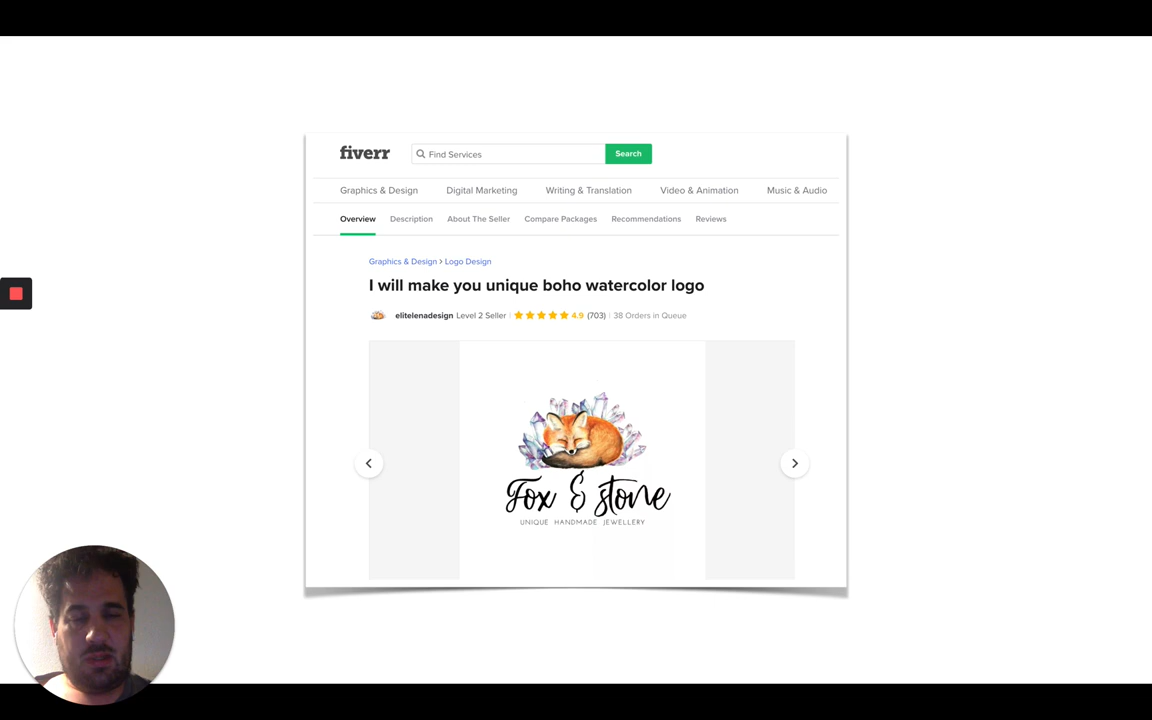 fiverr
Find Services
Search
Graphics & Design Digital Marketing Writing & Translation Video & Animation Music & Audio
Overview Description About The Seller Compare Packages Recommendations Reviews
Graphics & Design › Logo Design
I will make you unique boho watercolor logo
elitelenadesign Level 2 Seller 4.9 (703) 38 Orders in Queue
Fox & stone
UNIQUE HANDMADE JEWELLERY